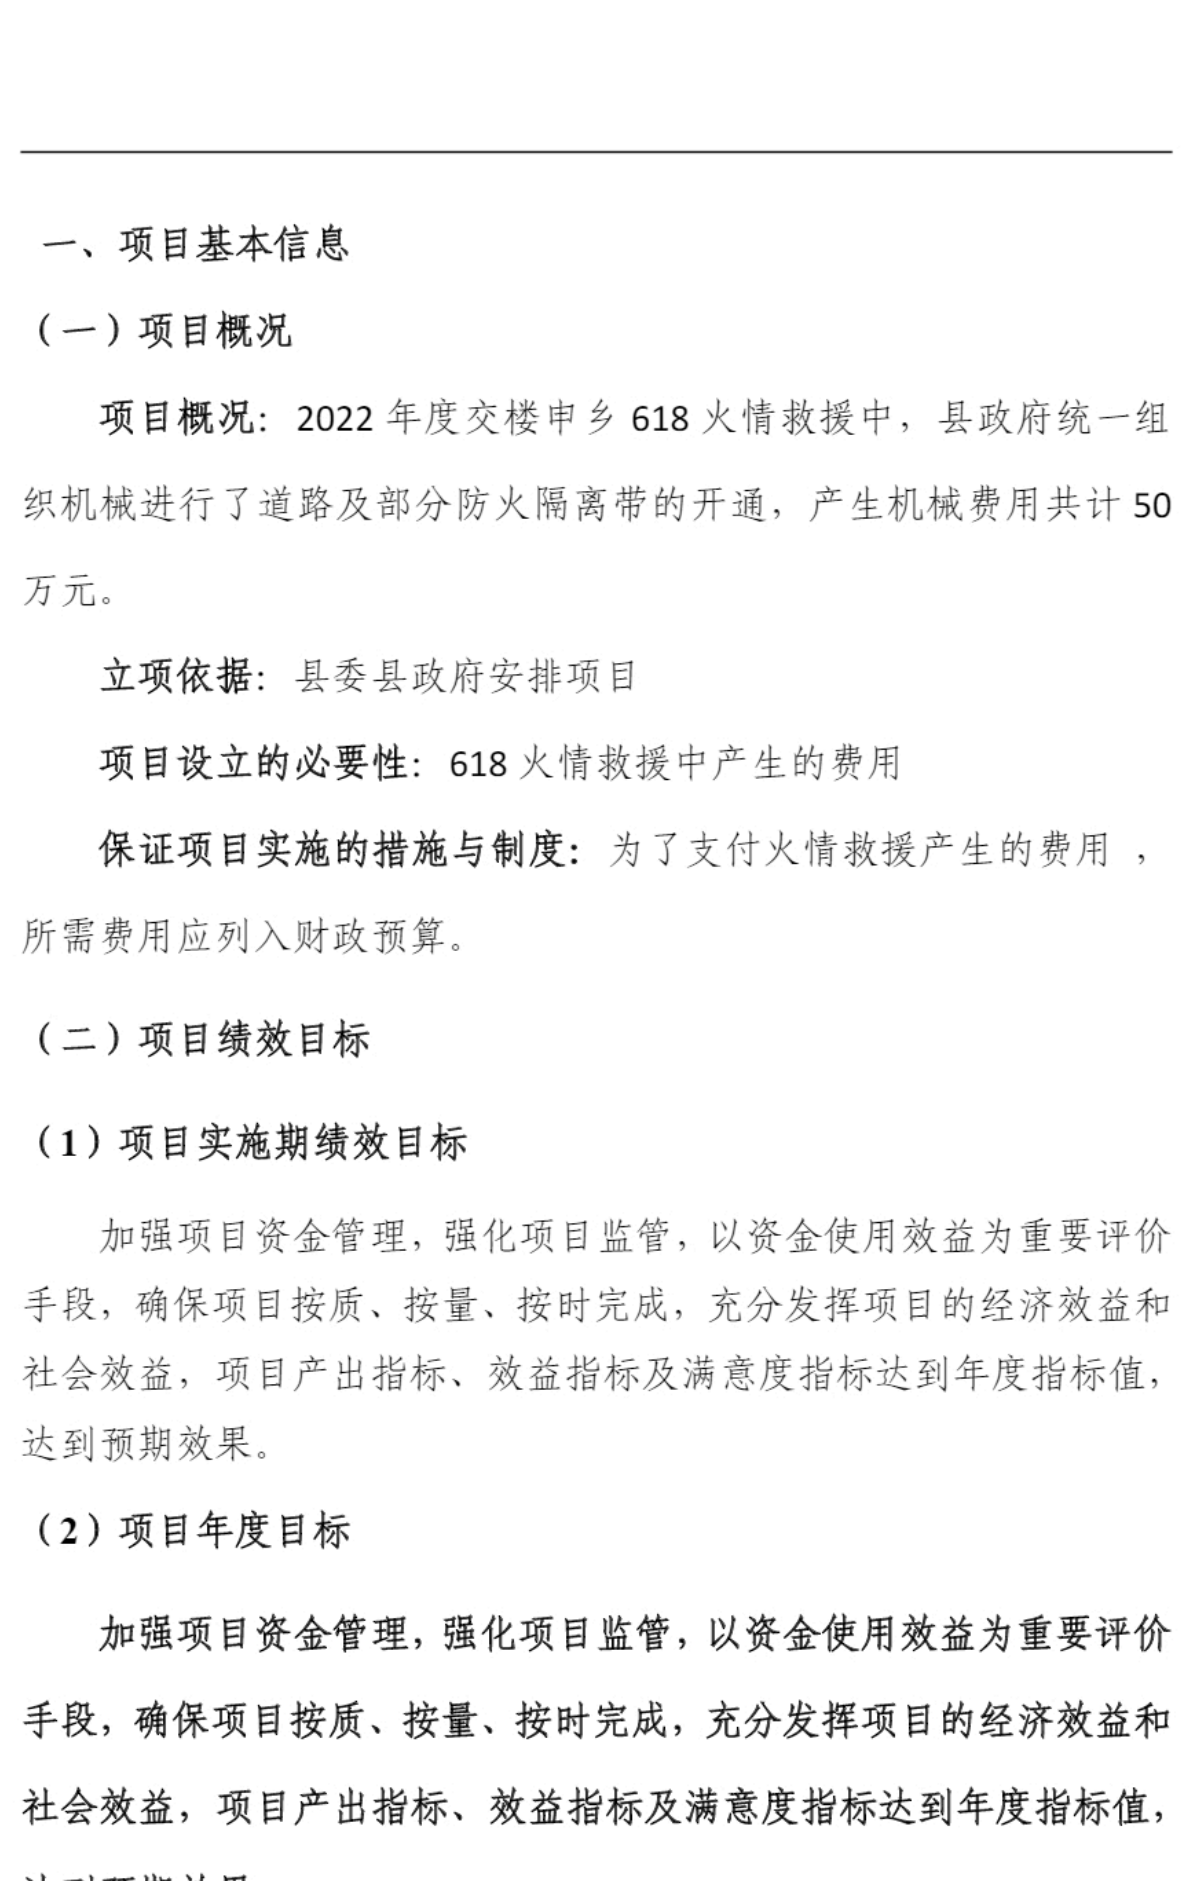 一、项目基本信息
（一）项目概况
项目概况：2022 年度交楼申乡 618 火情救援中，县政府统一组
织机械进行了道路及部分防火隔离带的开通，产生机械费用共计 50
万元。
立项依据：县委县政府安排项目
项目设立的必要性：618 火情救援中产生的费用
保证项目实施的措施与制度：为了支付火情救援产生的费用 ，
所需费用应列入财政预算。
（二）项目绩效目标
（1）项目实施期绩效目标
加强项目资金管理，强化项目监管，以资金使用效益为重要评价
手段，确保项目按质、按量、按时完成，充分发挥项目的经济效益和
社会效益，项目产出指标、效益指标及满意度指标达到年度指标值，
达到预期效果。
（2）项目年度目标
加强项目资金管理，强化项目监管，以资金使用效益为重要评价
手段，确保项目按质、按量、按时完成，充分发挥项目的经济效益和
社会效益，项目产出指标、效益指标及满意度指标达到年度指标值，